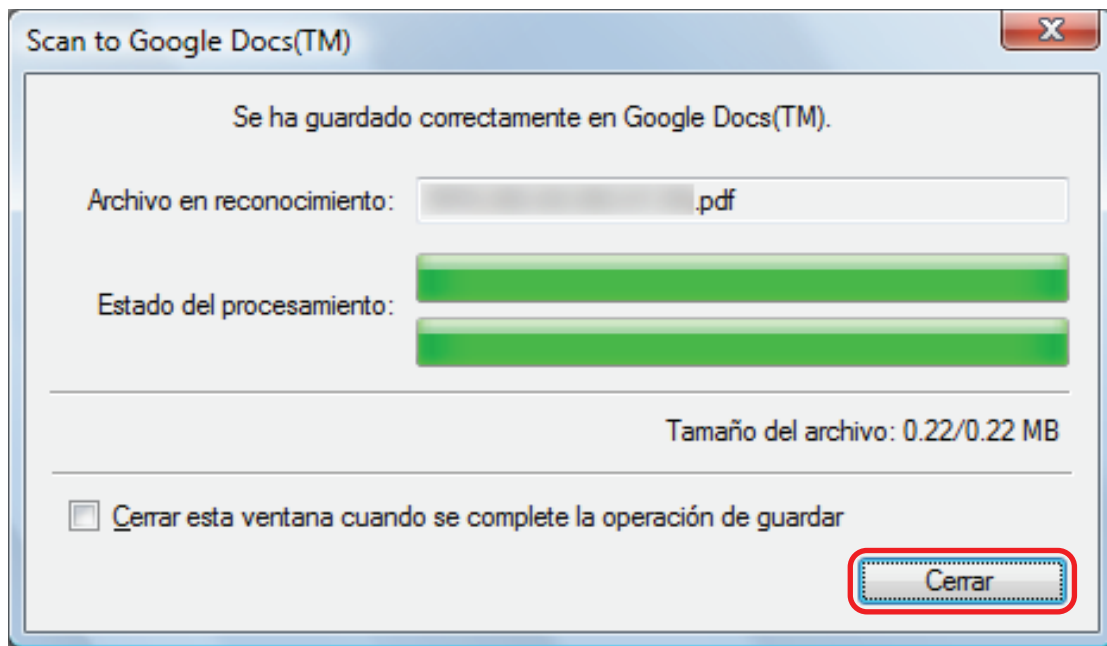 Scan to Google Docs(TM)
Se ha guardado correctamente en Google Docs(TM).
Archivo en reconocimiento: .pdf
Estado del procesamiento:
Tamaño del archivo: 0.22/0.22 MB
Cerrar esta ventana cuando se complete la operación de guardar
Cerrar